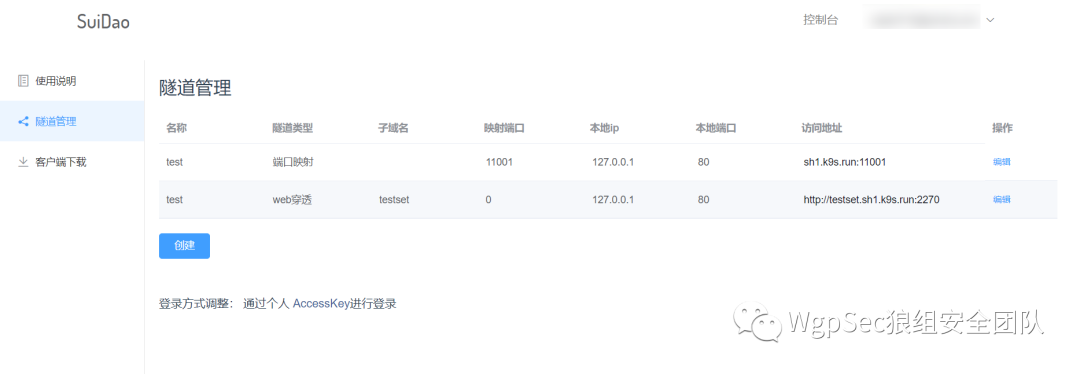 SuiDao
控制台
使用说明
隧道管理
客户端下载
隧道管理
名称 隧道类型 子域名 映射端口 本地ip 本地端口 访问地址 操作
test 端口映射 11001 127.0.0.1 80 sh1.k9s.run:11001 编辑
test web穿透 testset 0 127.0.0.1 80 http://testset.sh1.k9s.run:2270 编辑
创建
登录方式调整： 通过个人 AccessKey进行登录
WgpSec狼组安全团队